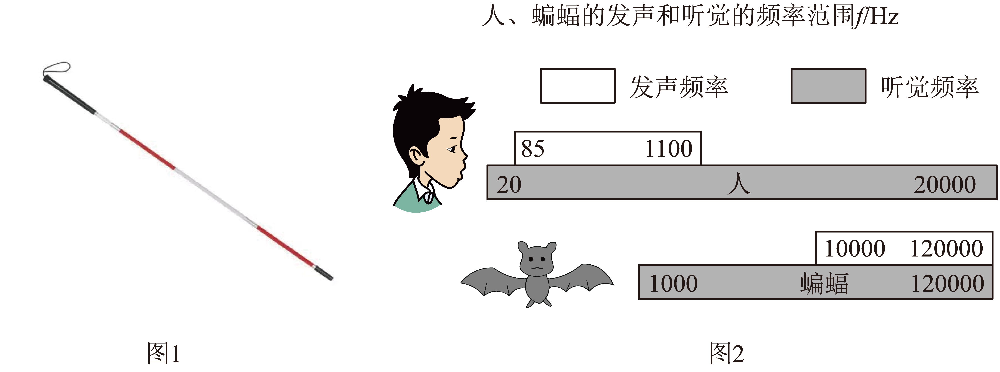 人、蝙蝠的发声和听觉的频率范围f/Hz
发声频率 听觉频率
85 1100
20 人 20000
10000 120000
1000 蝙蝠 120000
图1 图2